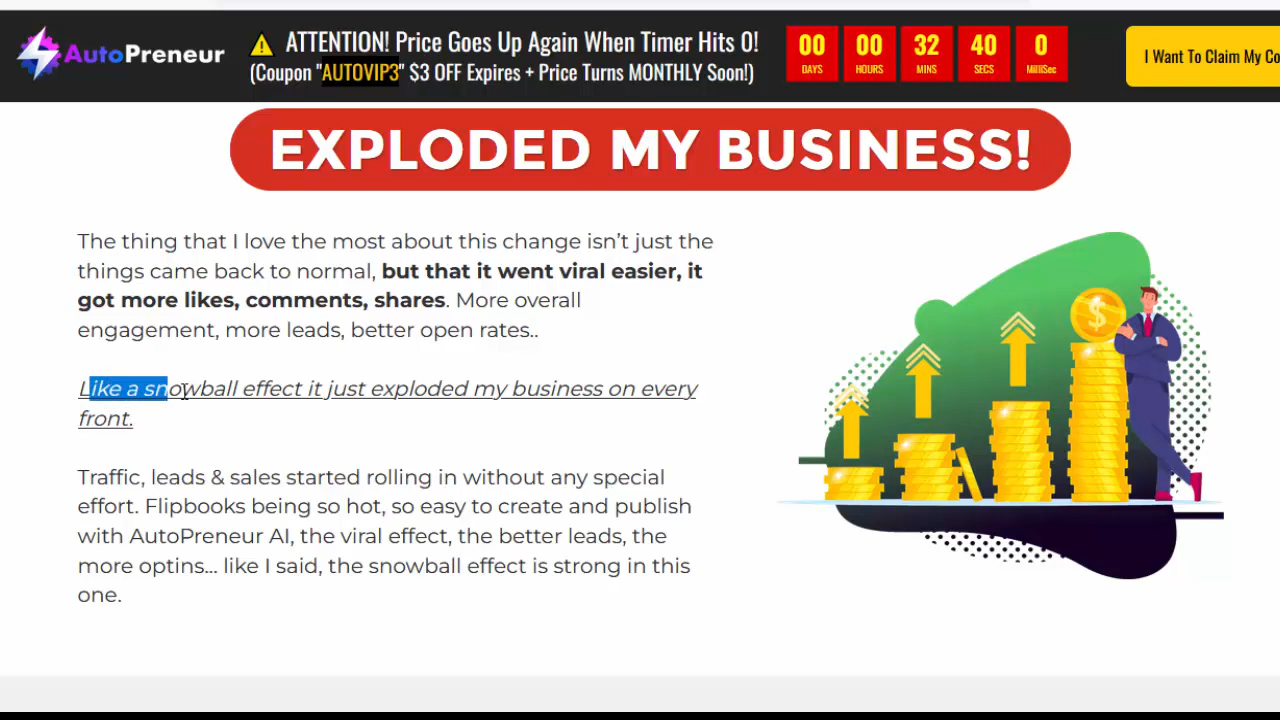 AutoPreneur
ATTENTION! Price Goes Up Again When Timer Hits 0!
(Coupon "AUTOVIP3" $3 OFF Expires + Price Turns MONTHLY Soon!)
00 00 32 40 0
DAYS HOURS MINS SECS MilliSec
I Want To Claim My Co
EXPLODED MY BUSINESS!
The thing that I love the most about this change isn’t just the
things came back to normal, but that it went viral easier, it
got more likes, comments, shares. More overall
engagement, more leads, better open rates..
Like a snowball effect it just exploded my business on every
front.
Traffic, leads & sales started rolling in without any special
effort. Flipbooks being so hot, so easy to create and publish
with AutoPreneur AI, the viral effect, the better leads, the
more optins... like I said, the snowball effect is strong in this
one.
$